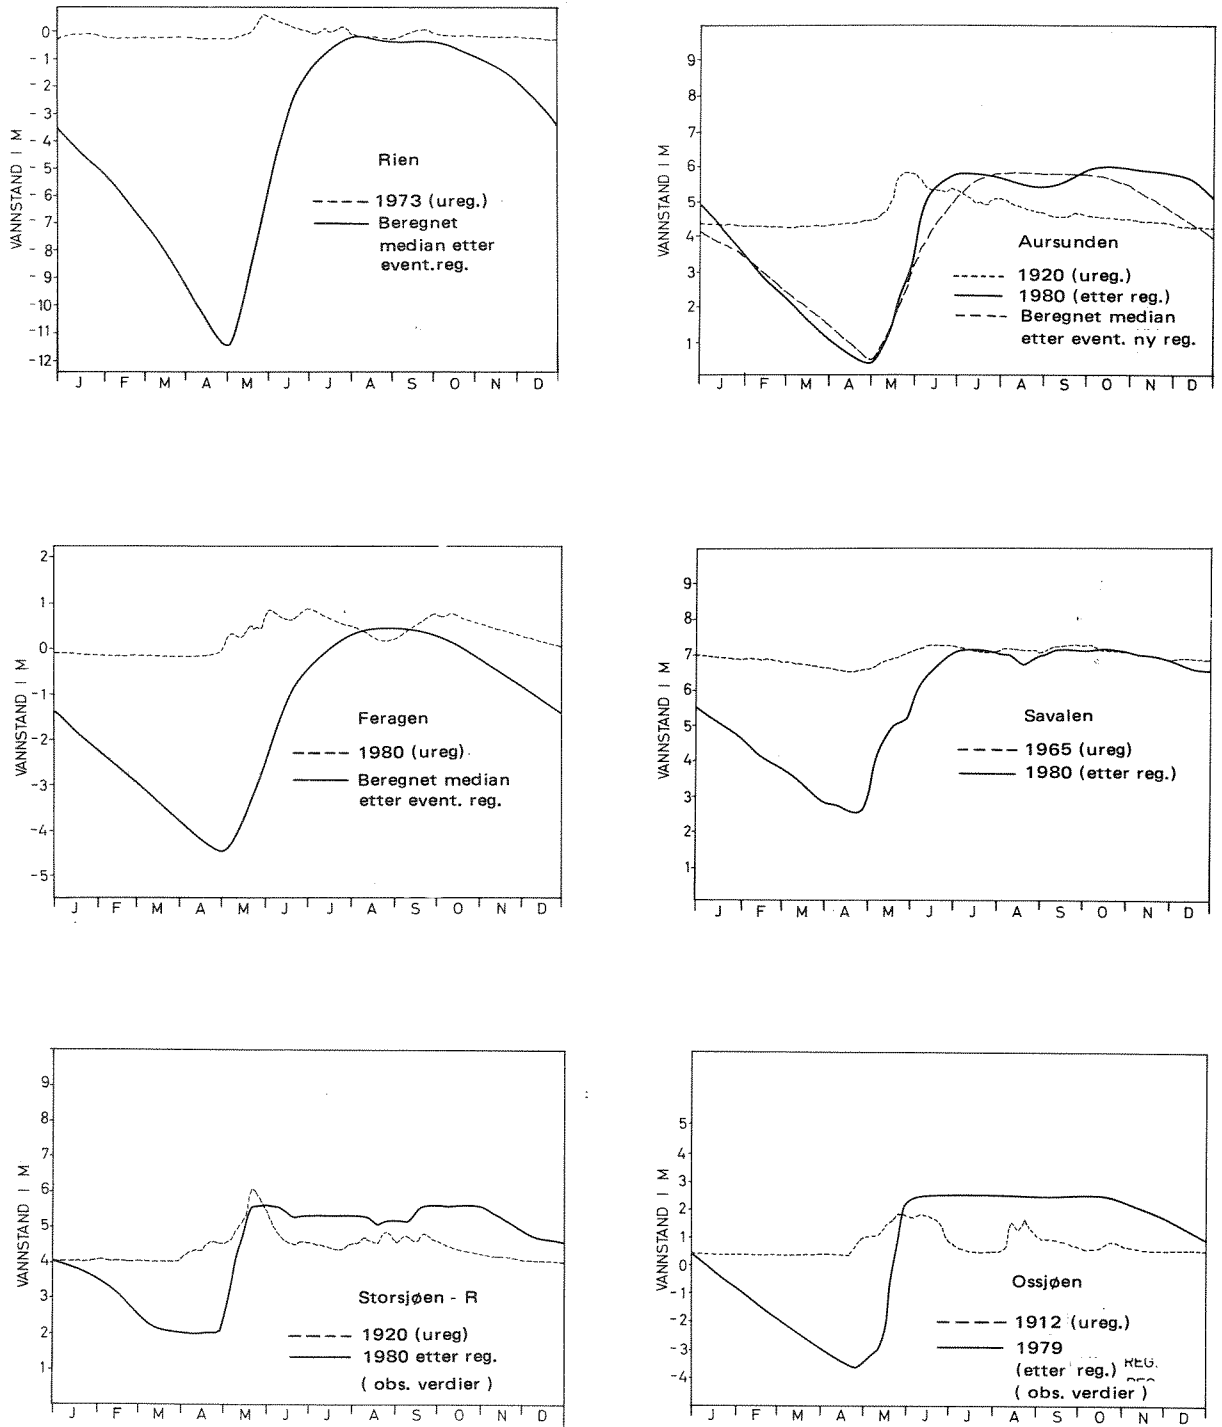 VANNSTAND I M
0
-1
-2
-3
-4
-5
-6
-7
-8
-9
-10
-11
-12
Rien
1973 (ureg.)
Beregnet
median etter
event.reg.
J F M A M J J A S O N D
VANNSTAND I M
9
8
7
6
5
4
3
2
1
Aursunden
1920 (ureg.)
1980 (etter reg.)
Beregnet median
etter event. ny reg.
J F M A M J J A S O N D
VANNSTAND I M
2
1
0
-1
-2
-3
-4
-5
Feragen
1980 (ureg)
Beregnet median
etter event. reg.
J F M A M J J A S O N D
VANNSTAND I M
9
8
7
6
5
4
3
2
1
Savalen
1965 (ureg)
1980 (etter reg.)
J F M A M J J A S O N D
VANNSTAND I M
9
8
7
6
5
4
3
2
1
Storsjøen - R
1920 (ureg)
1980 etter reg.
( obs. verdier )
J F M A M J J A S O N D
VANNSTAND I M
5
4
3
2
1
0
-1
-2
-3
-4
Ossjøen
1912 (ureg.)
1979
(etter reg.) REG.
( obs. verdier )
J F M A M J J A S O N D